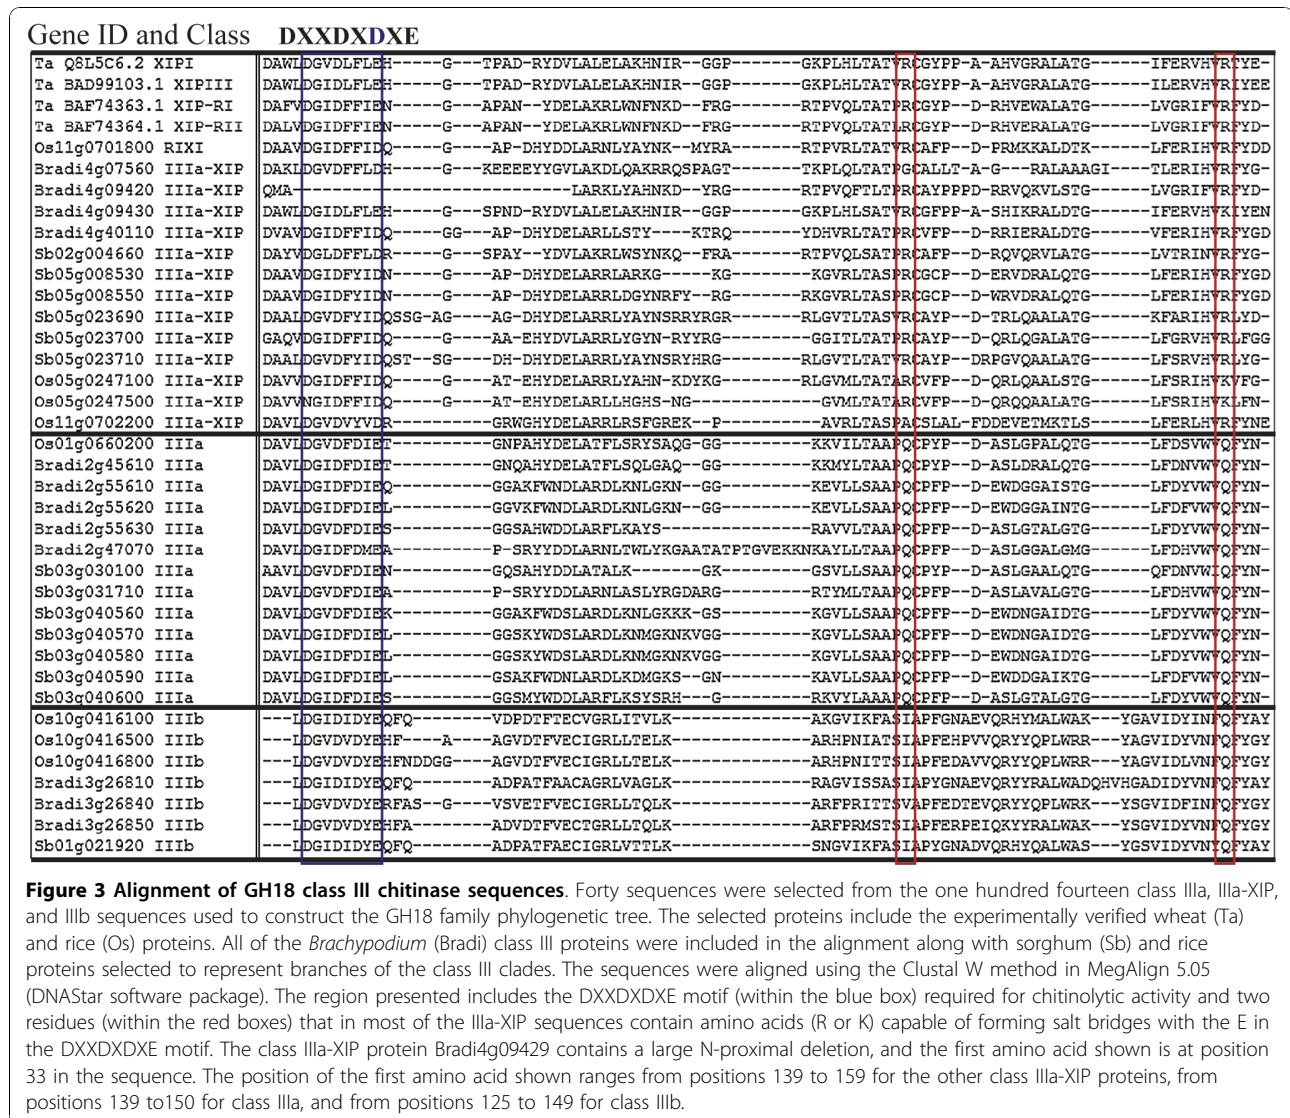 Gene ID and Class DXXDXDXE
Ta Q8L5C6.2 XIPI DAWLDGVDLFLEH-----G---TPAD-RYDVLALELAKHNIR--GGP--------GKPLHLTATVRCGYPP-A-AHVGRALATG------IFERVHVRIYE-
Ta BAD99103.1 XIPIII DAWLDGIDLFLEH-----G---TPAD-RYDVLALELAKHNIR--GGP--------GKPLHLTATVRCGYPP-A-AHVGRALATG------ILERVHVRIYEE
Ta BAF74363.1 XIP-RI DAFVDGIDFFIEN-----G---APAN--YDELAKRLWNFNKD--FRG--------RTPVQLTATPRCGYP--D-RHVEWALATG------LVGRIFVRFYD-
Ta BAF74364.1 XIP-RII DALVDGIDFFIEN-----G---APAN--YDELAKRLWNFNKD--FRG--------RTPVQLTATLRCGYP--D-RHVERALATG------LVGRIFVRFYD-
Os11g0701800 RIXI DAAVDGIDFFIDQ-----G----AP-DHYDDLARNLYAYNK---MYRA--------RTPVRLTATVRCAFP--D-PRMKKALDTK------LFERIHVRFYDD
Bradi4g07560 IIIa-XIP DAKLDGVDFFLDH-----G---KEEEEYYGVLAKDLQAKRRQSPAGT--------TKPLQLTATPGCALLT-A-G---RALAAAGI----TLERIHVRFYG-
Bradi4g09420 IIIa-XIP QMA----------------------------LARKLYAHNKD--YRG--------RTPVQFTLTPRCAYPPPD-RRVQKVLSTG------LVGRIFVRFYD-
Bradi4g09430 IIIa-XIP DAWLDGIDLFLEH-----G---SPND-RYDVLALELAKHNIR--GGP--------GKPLHLSATVRCGFPP-A-SHIKRALDTG------IFERVHVKIYEN
Bradi4g40110 IIIa-XIP DVAVDGIDFFIDQ-----GG---AP-DHYDELARLLSTY----KTRQ--------YDHVRLTATPRCVFP--D-RRIERALDTG------VFERIHVRFYGD
Sb02g004660 IIIa-XIP DAYVDGLDFFLDR-----G---SPAY--YDVLAKRLWSYNKQ--FRA--------RTPVQLSATPRCAFP--D-RQVQRVLATG------LVTRINVRFYG-
Sb05g008530 IIIa-XIP DAAVDGIDFYIDN-----G----AP-DHYDELARRLARKG-----KG--------KGVRLTASPRCGCP--D-ERVDRALQTG------LFERIHVRFYGD
Sb05g008550 IIIa-XIP DAAVDGIDFYIDN-----G----AP-DHYDELARRLDGYNRFY--RG--------RKGVRLTASPRCGCP--D-WRVDRALQTG------LFERIHVRFYGD
Sb05g023690 IIIa-XIP DAALDGVDFYIDQSSG-AG----AG-DHYDELARRLYAYNSRRYRGR--------RLGVTLTASVRCAYP--D-TRLQAALATG------KFARIHVRLYD-
Sb05g023700 IIIa-XIP GAQVDGIDFFIDQ-----G----AA-EHYDVLARRLYGYN-RYYRG--------GGITLTATPRCAYP--D-QRLQGALATG------LFGRVHVRLFGG
Sb05g023710 IIIa-XIP DAALDGVDFYIDQST--SG----DH-DHYDELARRLYAYNSRYHRG--------RLGVTLTATVRCAYP--DRPGVQAALATG------LFSRVHVRLYG-
Os05g0247100 IIIa-XIP DAVVDGIDFFIDQ-----G----AT-EHYDELARRLYAHN-KDYKG--------RLGVMLTATARCVFP--D-QRLQAALSTG------LFSRIHVKVFG-
Os05g0247500 IIIa-XIP DAVVNGIDFFIDQ-----G----AT-EHYDELARLLHGHS-NG------------GVMLTATARCVFP--D-QRQQAALATG------LFSRIHVKLFN-
Os11g0702200 IIIa-XIP DAVLDGVDVYVDR----------GRWGHYDELARRLRSFGREK--P---------AVRLTASPACSLAL-FDDEVETMKTLS------LFERLHVRFYNE
Os01g0660200 IIIa DAVLDGIDFDIET----------GNPAHYDELATFLSRYSAQG-GG---------KKVILTAAPQCPYP--D-ASLGPALQTG------LFDSVWVQFYN-
Bradi2g45610 IIIa DAVLDGIDFDIET----------GNQAHYDELATFLSQLGAQ--GG---------KKMYLTAAPQCPYP--D-ASLDRALQTG------LFDNVWVQFYN-
Bradi2g55610 IIIa DAVLDGIDFDIEQ----------GGAKFWNDLARDLKNLGKN--GG---------KEVLLSAAPQCPFP--D-EWDGGAISTG------LFDYVWVQFYN-
Bradi2g55620 IIIa DAVLDGIDFDIEL----------GGVKFWNDLARDLKNLGKN--GG---------KEVLLSAAPQCPFP--D-EWDGGAINTG------LFDFVWVQFYN-
Bradi2g55630 IIIa DAVLDGVDFDIES----------GGSAHWDDLARFLKAYS--------------RAVVLTAAPQCPFP--D-ASLGTALGTG------LFDYVWVQFYN-
Bradi2g47070 IIIa DAVLDGIDFDMEA----------P-SRYYDDLARNLTWLYKGAATATPTGVEKKNKAYLLTAAPQCPFP--D-ASLGGALGMG------LFDHVWVQFYN-
Sb03g030100 IIIa AAVLDGVDFDIEN----------GQSAHYDDLATALK-------GK---------GSVLLSAAPQCPYP--D-ASLGAALQTG------QFDNVWIQFYN-
Sb03g031710 IIIa DAVLDGVDFDIEA----------P-SRYYDDLARNLASLYRGDARG---------RTYMLTAAPQCPFP--D-ASLAVALGTG------LFDHVWVQFYN-
Sb03g040560 IIIa DAVLDGIDFDIEK----------GGAKFWDSLARDLKNLGKKK-GS---------KGVLLSAAPQCPFP--D-EWDNGAIDTG------LFDYVWVQFYN-
Sb03g040570 IIIa DAVLDGIDFDIEL----------GGSKYWDSLARDLKNMGKNKVGG---------KGVLLSAAPQCPFP--D-EWDNGAIDTG------LFDYVWVQFYN-
Sb03g040580 IIIa DAVLDGIDFDIEL----------GGSKYWDSLARDLKNMGKNKVGG---------KGVLLSAAPQCPFP--D-EWDNGAIDTG------LFDYVWVQFYN-
Sb03g040590 IIIa DAVLDGIDFDIEL----------GSAKFWDNLARDLKDMGKS--GN---------KAVLLSAAPQCPFP--D-EWDDGAIKTG------LFDFVWVQFYN-
Sb03g040600 IIIa DAVLDGIDFDIES----------GGSMYWDDLARFLKSYSRH---G---------RKVYLAAAPQCPFP--D-ASLGTALGTG------LFDYVWVQFYN-
Os10g0416100 IIIb ---LDGIDIDYEQFQ--------VDPDTFTECVGRLITVLK--------------AKGVIKFASIAPFGNAEVQRHYMALWAK----YGAVIDYINFQFYAY
Os10g0416500 IIIb ---LDGVDVDYEHF----A----AGVDTFVECIGRLLTELK--------------ARHPNIATSIAPFEHPVVQRYYQPLWRR----YAGVIDYVNFQFYGY
Os10g0416800 IIIb ---LDGVDVDYEHFNDDGG----AGVDTFVECIGRLLTELK--------------ARHPNITTSIAPFEDAVVQRYYQPLWRR----YAGVIDLVNFQFYGY
Bradi3g26810 IIIb ---LDGIDIDYEQFQ--------ADPATFAACAGRLVAGLK--------------RAGVISSASIAPYGNAEVQRYYRALWADQHVHGADIDYVNFQFYAY
Bradi3g26840 IIIb ---LDGVDVDYERFAS--G----VSVETFVECIGRLLTQLK--------------ARFPRITTSVAPFEDTEVQRYYQPLWRK----YSGVIDFINFQFYGY
Bradi3g26850 IIIb ---LDGVDVDYEHFA--------ADVDTFVECTGRLLTQLK--------------ARFPRMSTSIAPFERPEIQKYYRALWAK----YSGVIDYVNFQFYGY
Sb01g021920 IIIb ---LDGIDIDYEQFQ--------ADPATFAECIGRLVTTLK--------------SNGVIKFASIAPYGNADVQRHYQALWAS----YGSVIDYVNYQFYAY
Figure 3 Alignment of GH18 class III chitinase sequences. Forty sequences were selected from the one hundred fourteen class IIIa, IIIa-XIP,
and IIIb sequences used to construct the GH18 family phylogenetic tree. The selected proteins include the experimentally verified wheat (Ta)
and rice (Os) proteins. All of the Brachypodium (Bradi) class III proteins were included in the alignment along with sorghum (Sb) and rice
proteins selected to represent branches of the class III clades. The sequences were aligned using the Clustal W method in MegAlign 5.05
(DNAStar software package). The region presented includes the DXXDXDXE motif (within the blue box) required for chitinolytic activity and two
residues (within the red boxes) that in most of the IIIa-XIP sequences contain amino acids (R or K) capable of forming salt bridges with the E in
the DXXDXDXE motif. The class IIIa-XIP protein Bradi4g09429 contains a large N-proximal deletion, and the first amino acid shown is at position
33 in the sequence. The position of the first amino acid shown ranges from positions 139 to 159 for the other class IIIa-XIP proteins, from
positions 139 to150 for class IIIa, and from positions 125 to 149 for class IIIb.